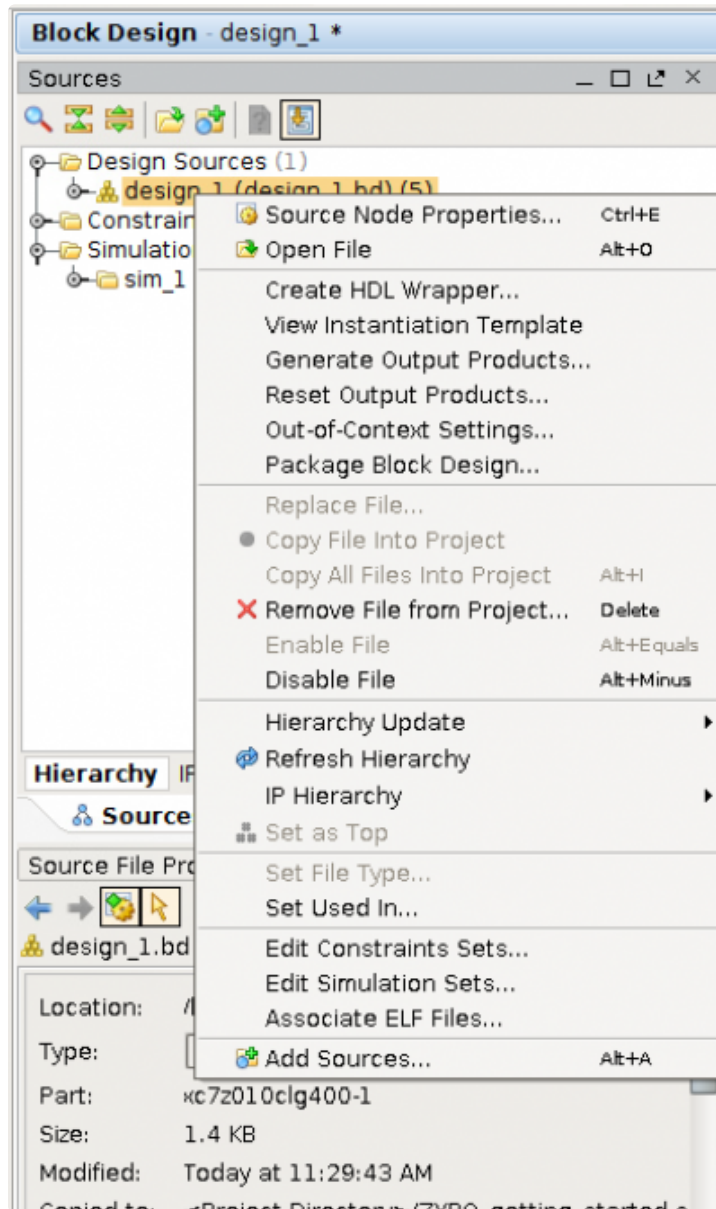 Block Design - design_1 *
Sources
Design Sources (1)
design_1 (design_1.bd) (5)
Source Node Properties... Ctrl+E
Constrain
Simulatio
Open File Alt+O
sim_1
Create HDL Wrapper...
View Instantiation Template
Generate Output Products...
Reset Output Products...
Out-of-Context Settings...
Package Block Design...
Replace File...
Copy File Into Project
Copy All Files Into Project Alt+I
Remove File from Project... Delete
Enable File Alt+Equals
Disable File Alt+Minus
Hierarchy Update
Refresh Hierarchy
IP Hierarchy
Set as Top
Set File Type...
Set Used In...
Edit Constraints Sets...
Edit Simulation Sets...
Associate ELF Files...
Add Sources... Alt+A
Hierarchy IP
Source
Source File Pro
design_1.bd
Location:
Type:
Part: xc7z010clg400-1
Size: 1.4 KB
Modified: Today at 11:29:43 AM
Copied to: <Project Directory>/ZYBO_getting_started.s